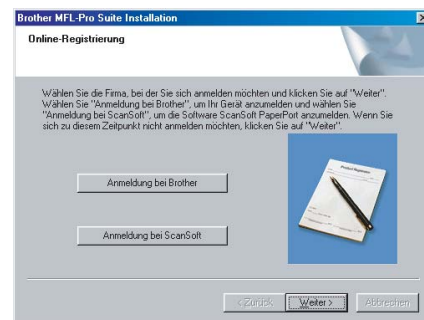 Brother MFL-Pro Suite Installation
Online-Registrierung
Wählen Sie die Firma, bei der Sie sich anmelden möchten und klicken Sie auf "Weiter".
Wählen Sie "Anmeldung bei Brother", um Ihr Gerät anzumelden und wählen Sie
"Anmeldung bei ScanSoft", um die Software ScanSoft PaperPort anzumelden. Wenn Sie
sich zu diesem Zeitpunkt nicht anmelden möchten, klicken Sie auf "Weiter".
Product Registration
Anmeldung bei Brother
Anmeldung bei ScanSoft
< Zurück Weiter > Abbrechen